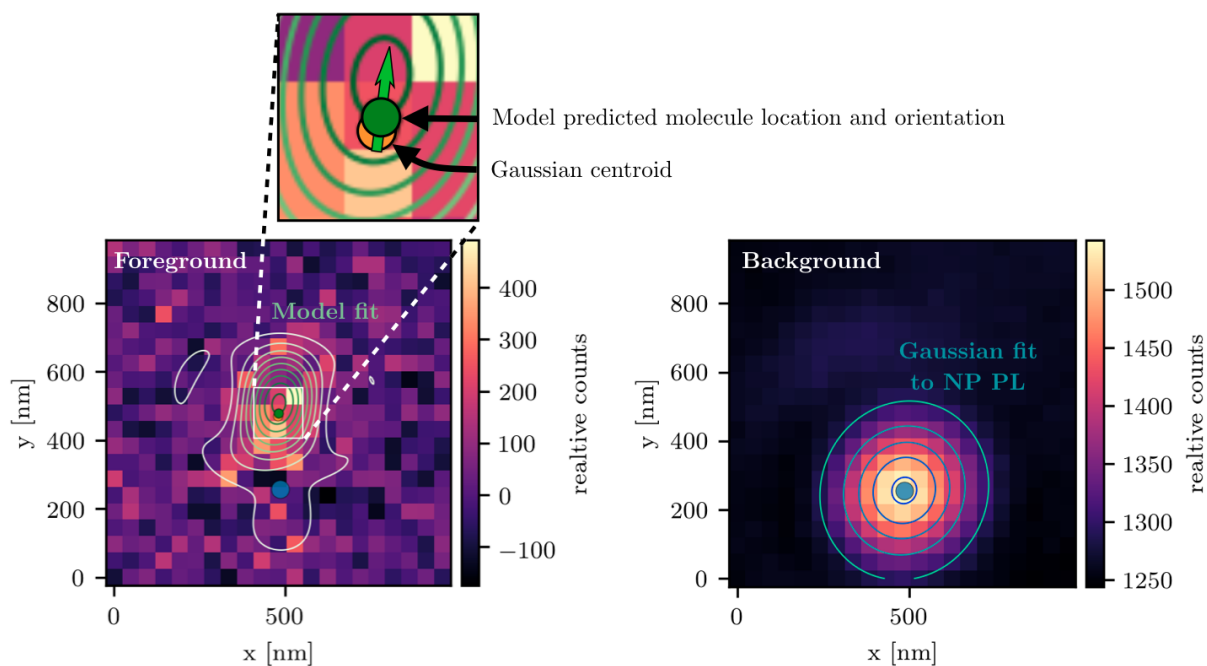 Model predicted molecule location and orientation
Gaussian centroid
Foreground
Model fit
800
600
400
200
0
0
500
x [nm]
y [nm]
400
300
200
100
0
−100
realtive counts
Background
Gaussian fit
to NP PL
800
600
400
200
0
0
500
x [nm]
y [nm]
1500
1450
1400
1350
1300
1250
realtive counts